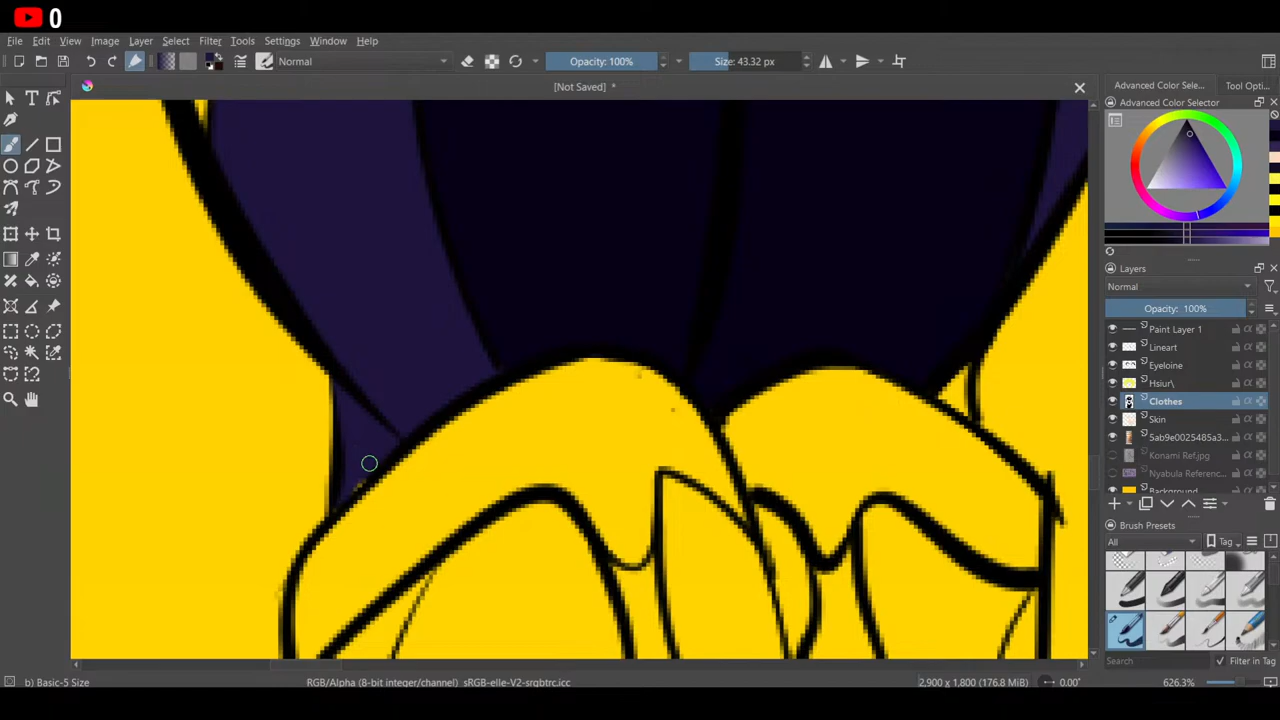 0
File Edit View Image Layer Select Filter Tools Settings Window Help
Normal Opacity: 100% Size: 43.32 px
[Not Saved] *
Advanced Color Sele... Tool Opti...
Advanced Color Selector
Layers
Normal
Opacity: 100%
Paint Layer 1
Lineart
Eyeloine
Hsiur\
Clothes
Skin
5ab9e0025485a3...
Konami Ref.jpg
Nyabula Referenc...
Background
Brush Presets
All Tag
Search Filter in Tag
b) Basic-5 Size RGB/Alpha (8-bit integer/channel) sRGB-elle-V2-srgbtrc.icc 2,900 x 1,800 (176.8 MiB) 0.00° 626.3%